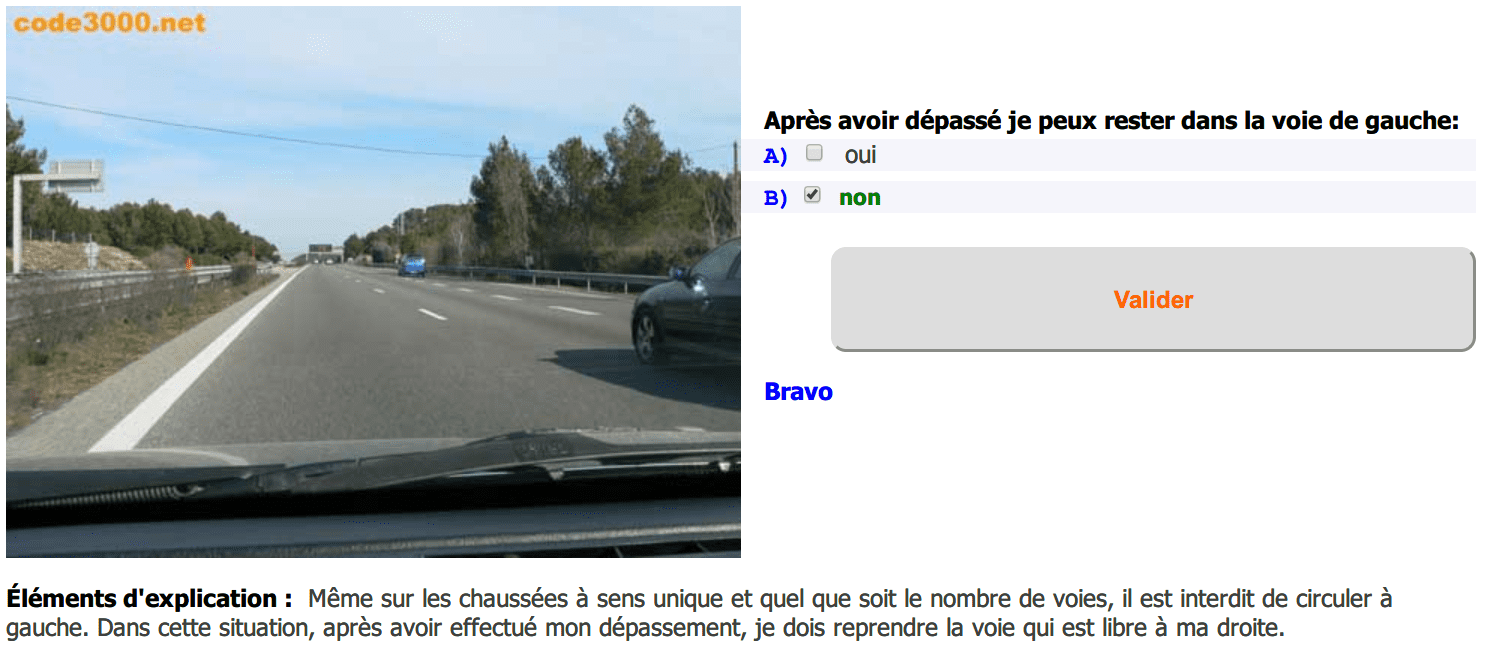 code3000.net
Après avoir dépassé je peux rester dans la voie de gauche:
A) oui
B) non
Valider
Bravo
Éléments d'explication : Même sur les chaussées à sens unique et quel que soit le nombre de voies, il est interdit de circuler à
gauche. Dans cette situation, après avoir effectué mon dépassement, je dois reprendre la voie qui est libre à ma droite.